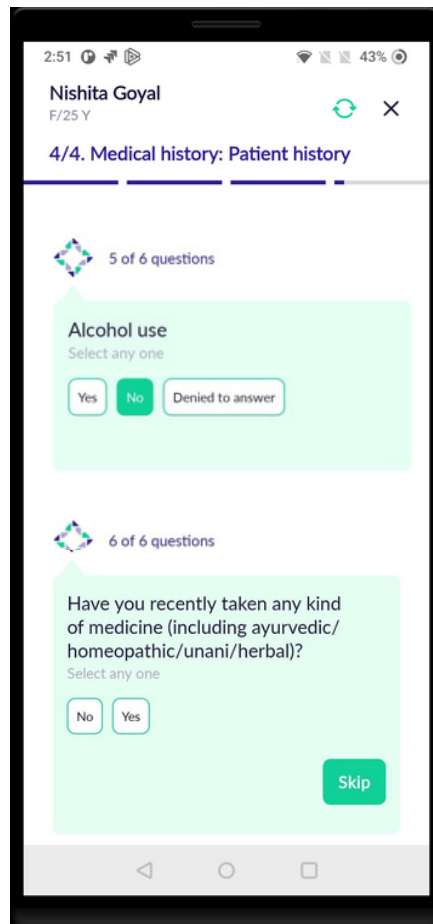 2:51 43%
Nishita Goyal
F/25 Y
4/4. Medical history: Patient history
5 of 6 questions
Alcohol use
Select any one
Yes No Denied to answer
6 of 6 questions
Have you recently taken any kind
of medicine (including ayurvedic/
homeopathic/unani/herbal)?
Select any one
No Yes
Skip